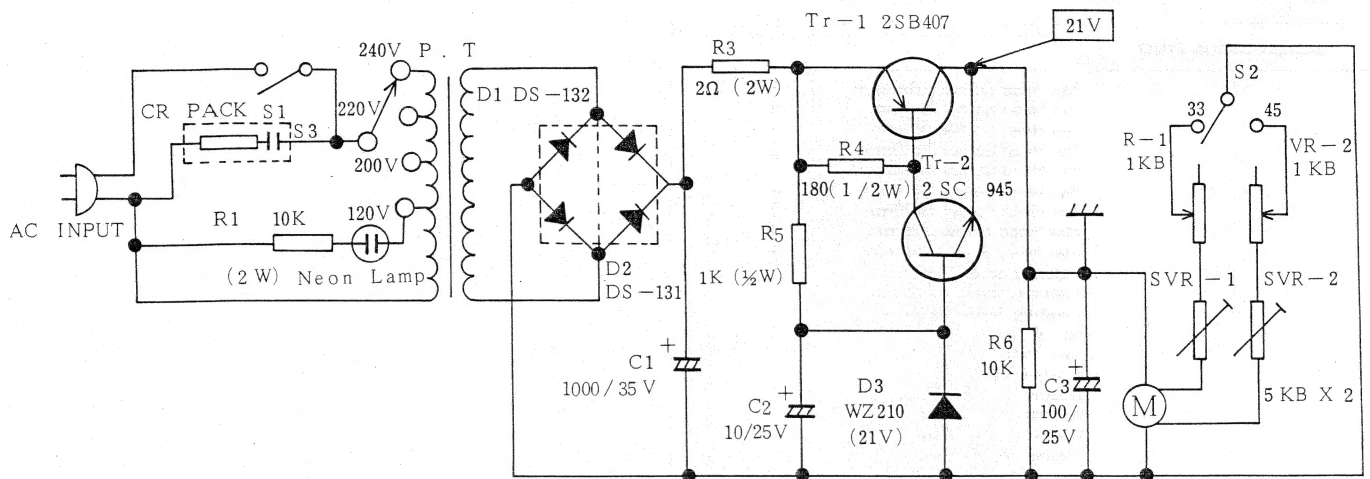 Tr-1 2SB407
21V
240V P. T
R3
2Ω (2W)
S2
D1 DS-132
CR PACK S1
220V
S3
33
45
R-1
1KB
VR-2
1KB
R4
Tr-2
200V
180(1/2W) 2 SC 945
120V
AC INPUT
R1 10K
(2W) Neon Lamp
R5
1K (½W)
D2
DS-131
SVR-1
SVR-2
C1
1000/35V
R6
10K
C2
10/25V
D3
WZ210
(21V)
C3
100/
25V
M
5KB X 2
+
+
+